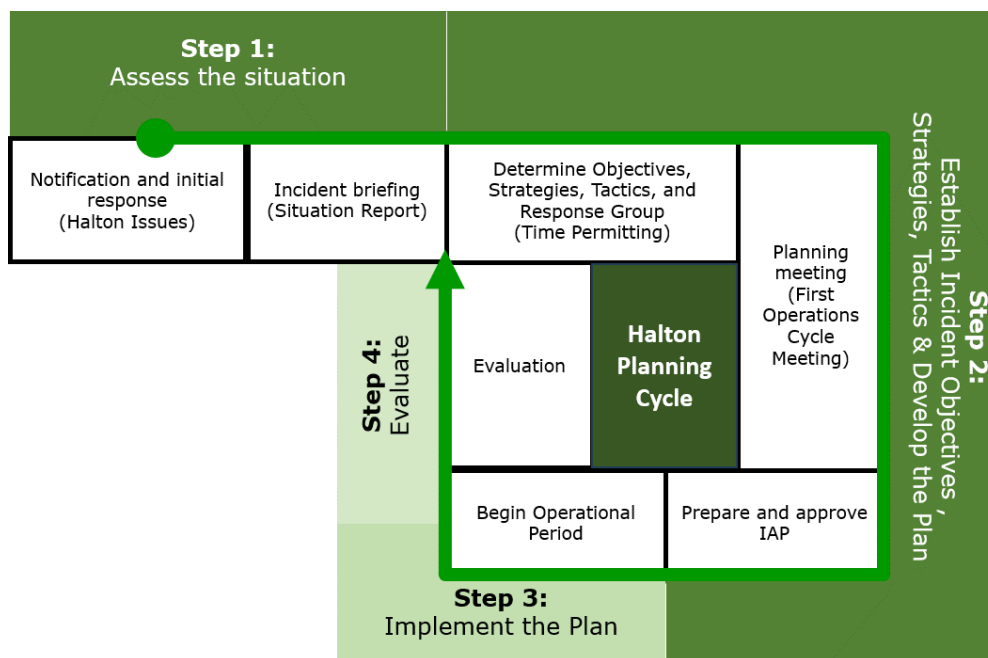 Step 1:
Assess the situation
Notification and initial
response
(Halton Issues)
Incident briefing
(Situation Report)
Determine Objectives,
Strategies, Tactics, and
Response Group
(Time Permitting)
Planning
meeting
(First
Operations
Cycle
Meeting)
Step 2:
Establish Incident Objectives ,
Strategies, Tactics & Develop the Plan
Halton
Planning
Cycle
Evaluation
Step 4:
Evaluate
Begin Operational
Period
Prepare and approve
IAP
Step 3:
Implement the Plan